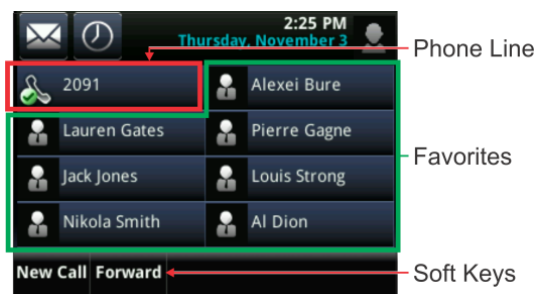 2:25 PM
Thursday, November 3
Phone Line
2091
Alexei Bure
Lauren Gates
Pierre Gagne
Favorites
Jack Jones
Louis Strong
Nikola Smith
Al Dion
New Call
Forward
Soft Keys